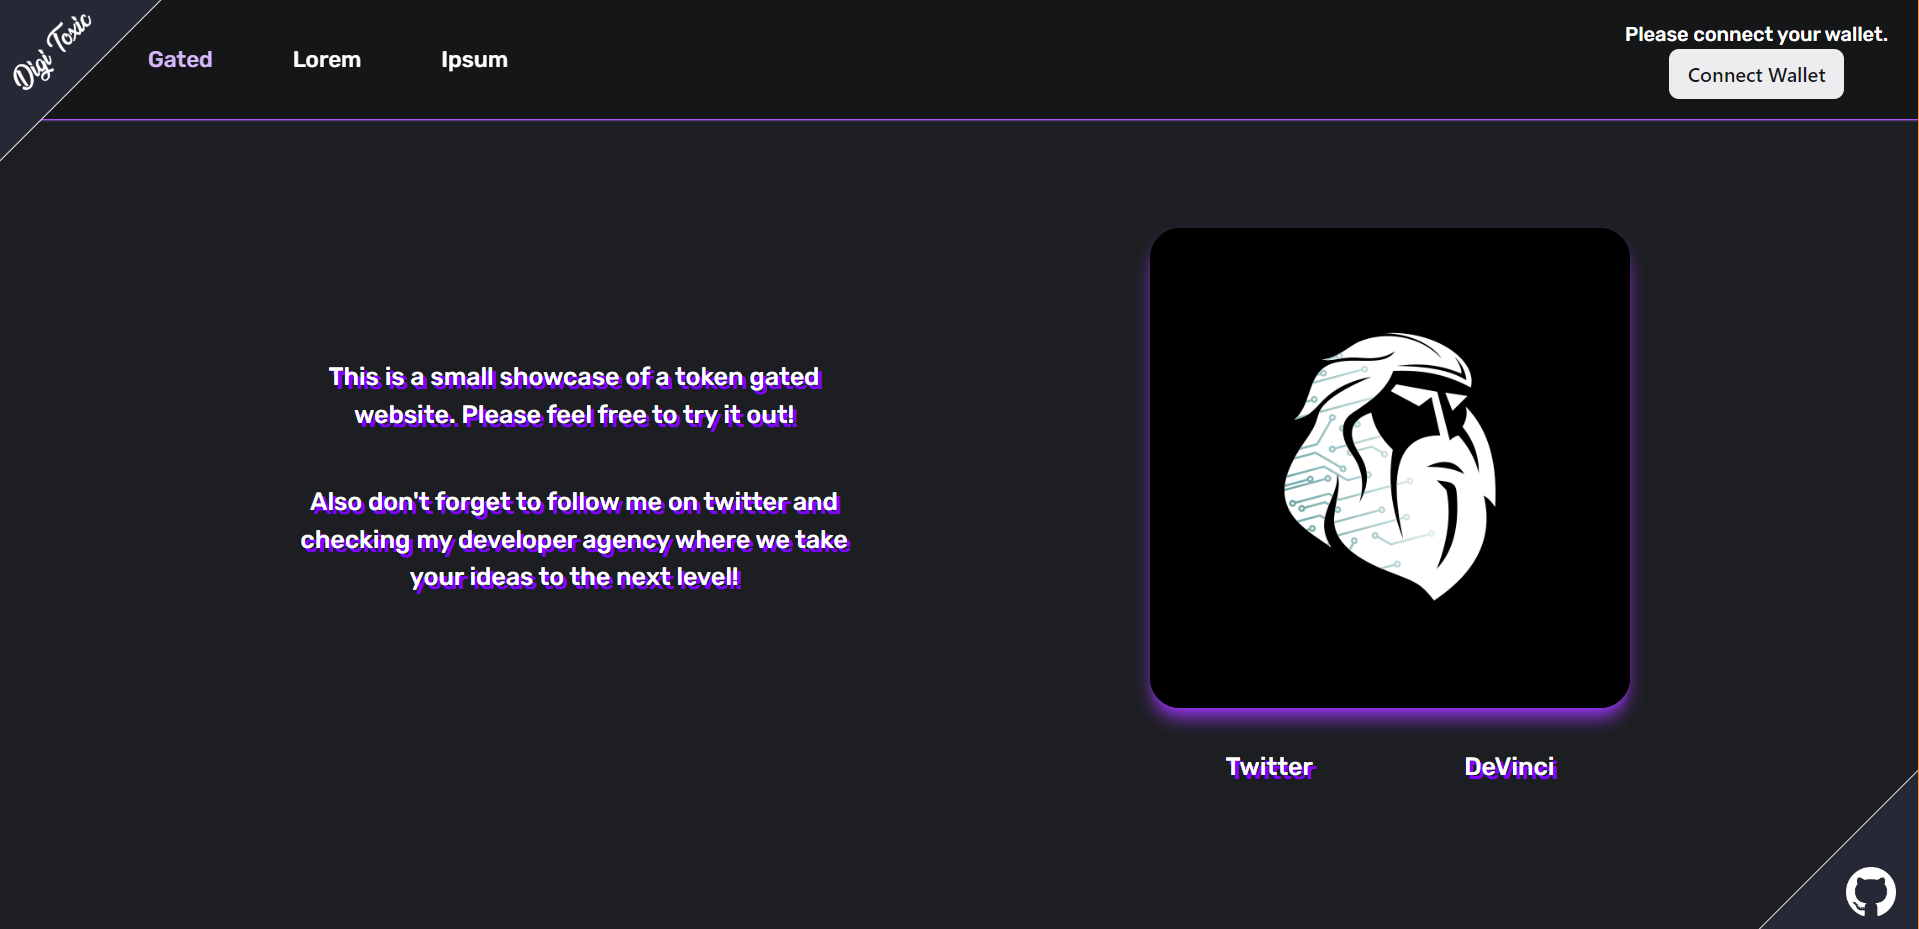 Digi Toxic
Gated
Lorem
Ipsum
Please connect your wallet.
Connect Wallet
This is a small showcase of a token gated
website. Please feel free to try it out!
Also don't forget to follow me on twitter and
checking my developer agency where we take
your ideas to the next level!
Twitter
DeVinci